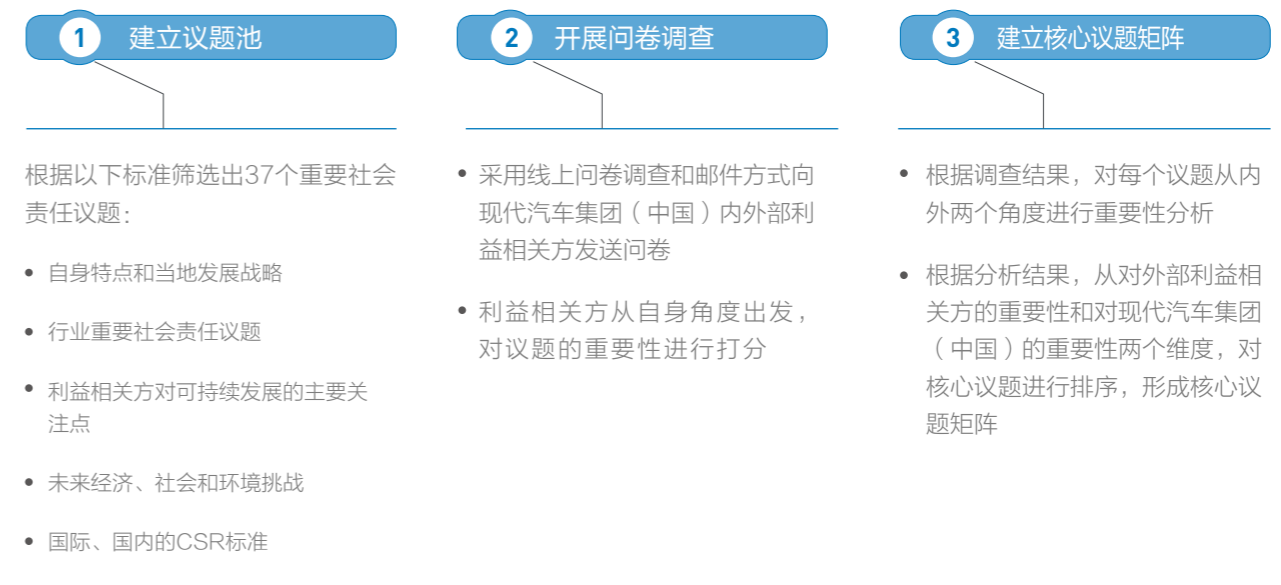 1 建立议题池
根据以下标准筛选出37个重要社会
责任议题：
• 自身特点和当地发展战略
• 行业重要社会责任议题
• 利益相关方对可持续发展的主要关
注点
• 未来经济、社会和环境挑战
• 国际、国内的CSR标准
2 开展问卷调查
• 采用线上问卷调查和邮件方式向
现代汽车集团（中国）内外部利
益相关方发送问卷
• 利益相关方从自身角度出发，
对议题的重要性进行打分
3 建立核心议题矩阵
• 根据调查结果，对每个议题从内
外两个角度进行重要性分析
• 根据分析结果，从对外部利益相
关方的重要性和对现代汽车集团
（中国）的重要性两个维度，对
核心议题进行排序，形成核心议
题矩阵